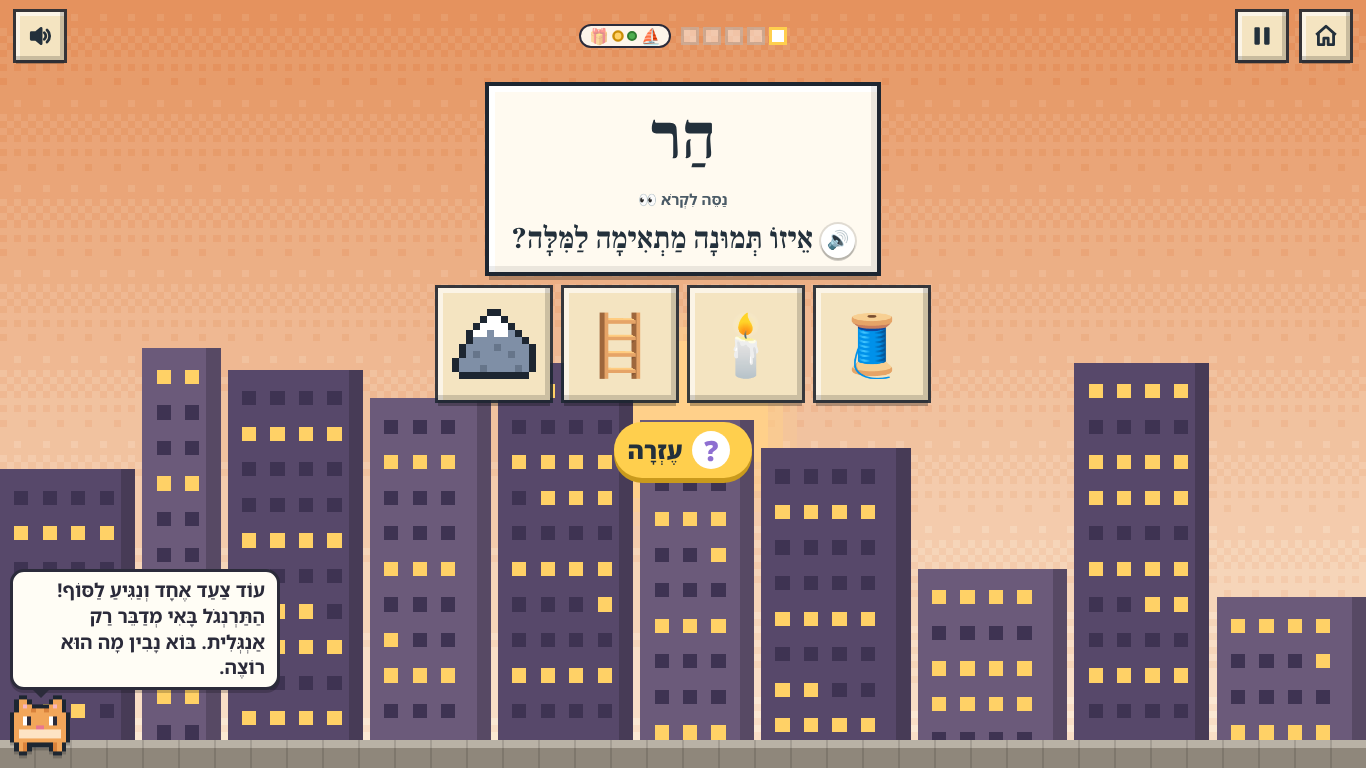 הַר
נַסֵּה לִקְרֹא 👀
אֵיזוֹ תְּמוּנָה מַתְאִימָה לַמִּלָּה?
עֶזְרָה ?
עוֹד צַעַד אֶחָד וְנַגִּיעַ לַסּוֹף!
הַתַּרְנְגֹל בָּאִי מְדַבֵּר רַק
אַנְגְּלִית. בּוֹא נָבִין מָה הוּא
רוֹצֶה.